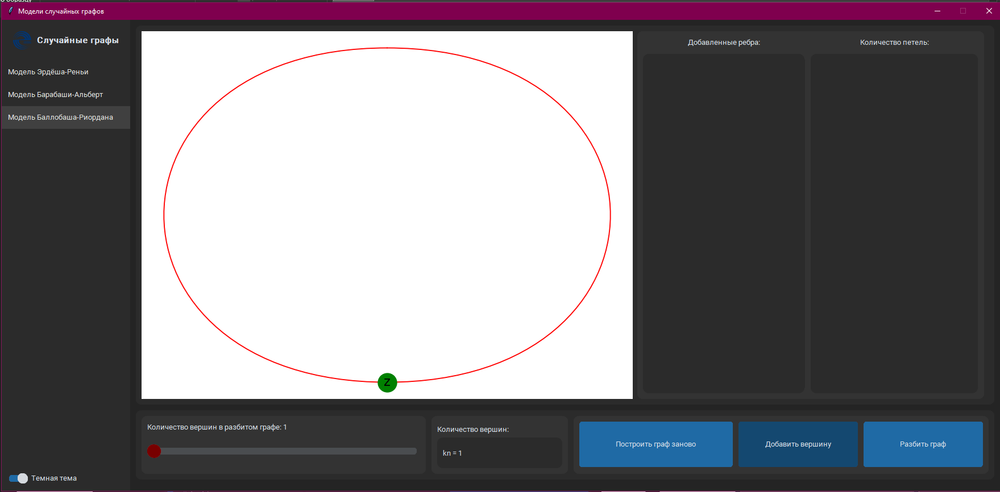 о образцу
Модели случайных графов
Случайные графы
Модель Эрдёша-Реньи
Модель Барабаши-Альберт
Модель Баллобаша-Риордана
Темная тема
Z
Добавленные ребра:
Количество петель:
Количество вершин в разбитом графе: 1
Количество вершин:
kn = 1
Построить граф заново
Добавить вершину
Разбить граф